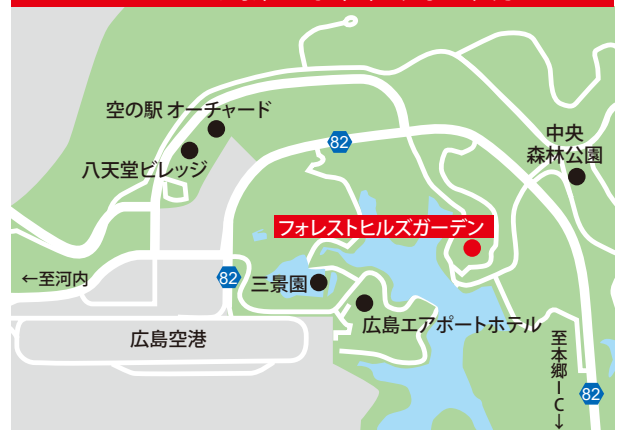 空の駅 オーチャード
八天堂ビレッジ
82
中央
森林公園
フォレストヒルズガーデン
←至河内
82
三景園
広島エアポートホテル
広島空港
至本郷IC→
82